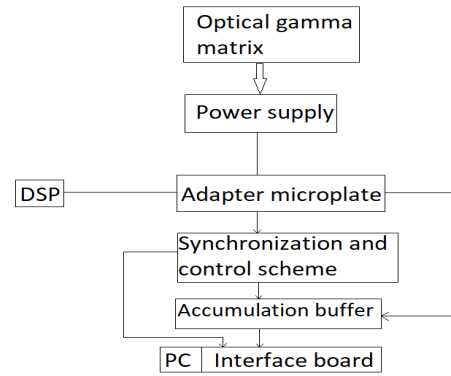 Optical gamma
matrix
Power supply
DSP
Adapter microplate
Synchronization and
control scheme
Accumulation buffer
PC
Interface board